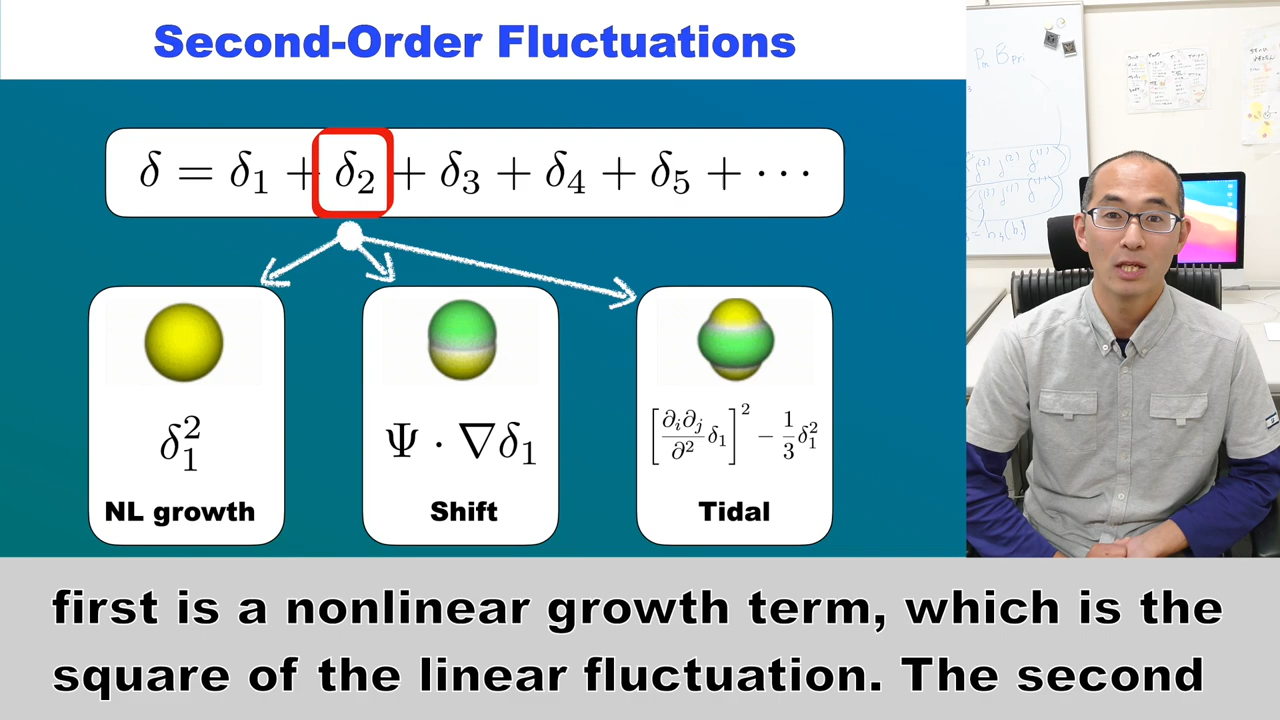 Second-Order Fluctuations
δ = δ₁ + δ₂ + δ₃ + δ₄ + δ₅ + ⋯
δ₁²
NL growth
Ψ · ∇δ₁
Shift
[∂ᵢ∂ⱼ/∂² δ₁]² − 1/3 δ₁²
Tidal
first is a nonlinear growth term, which is the
square of the linear fluctuation. The second